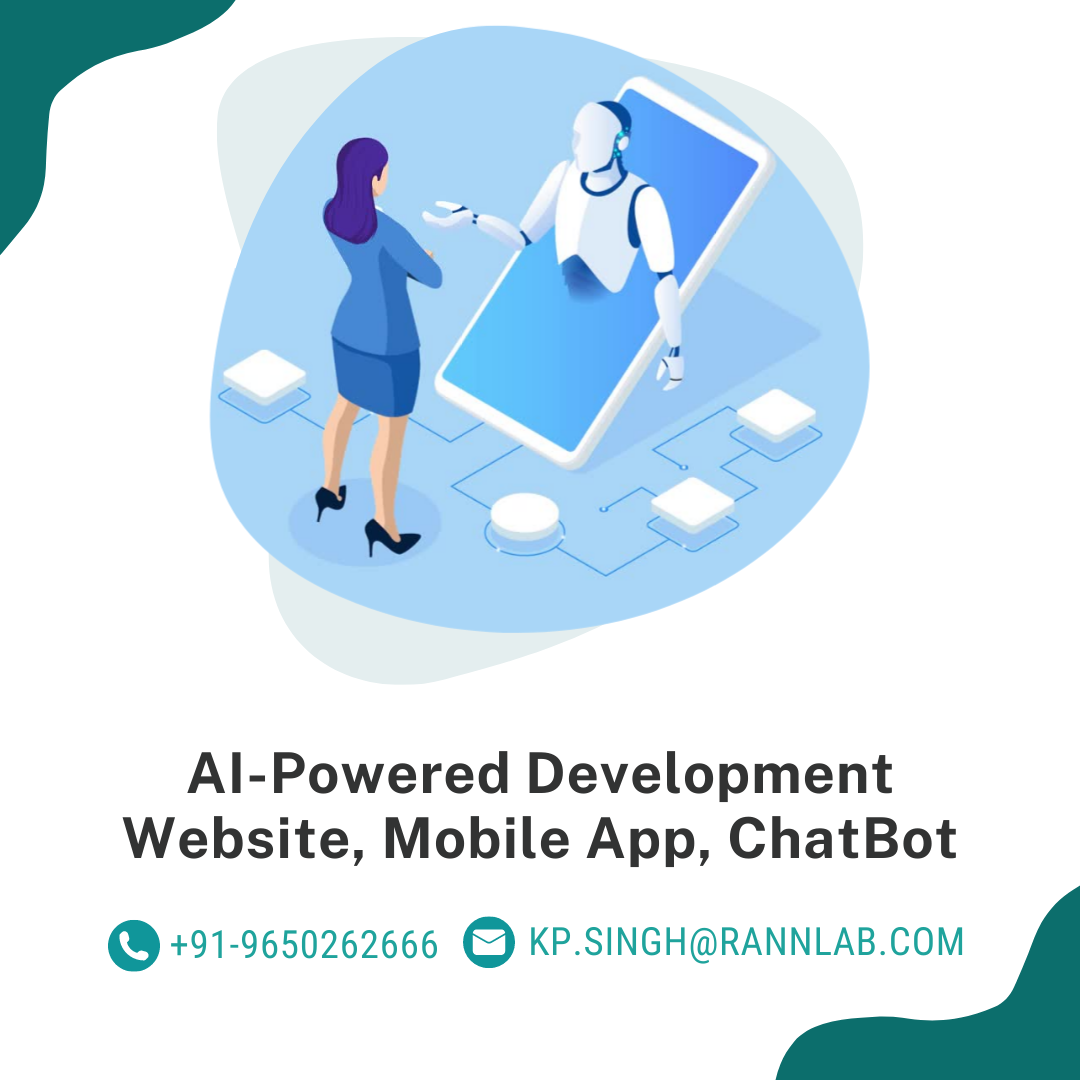 AI-Powered Development
Website, Mobile App, ChatBot
+91-9650262666 KP.SINGH@RANNLAB.COM